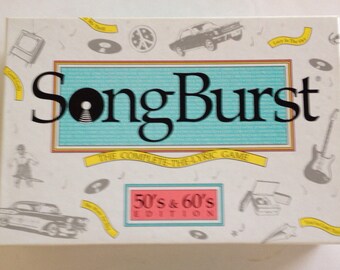 SongBurst
THE COMPLETE-THE-LYRIC GAME
50's & 60's
EDITION